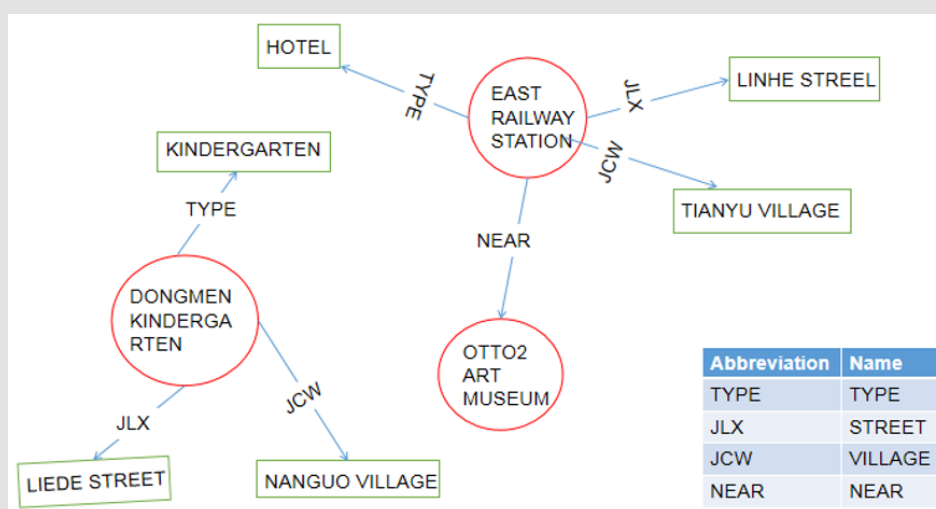 HOTEL
TYPE
EAST
RAILWAY
STATION
JLX
LINHE STREEL
JCW
TIANYU VILLAGE
KINDERGARTEN
TYPE
NEAR
DONGMEN
KINDERGA
RTEN
OTTO2
ART
MUSEUM
JLX
JCW
LIEDE STREET
NANGUO VILLAGE
Abbreviation Name
TYPE TYPE
JLX STREET
JCW VILLAGE
NEAR NEAR